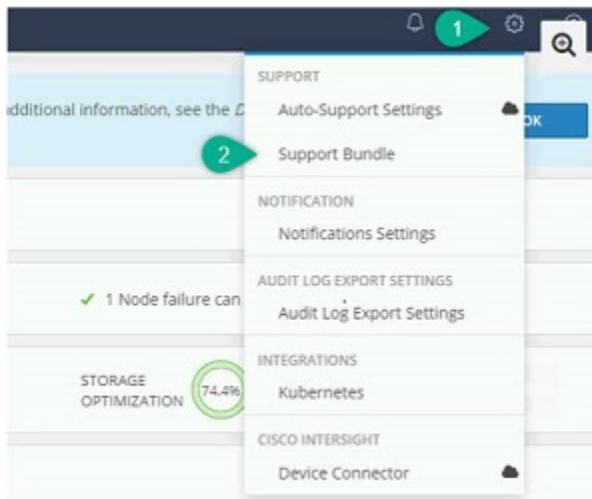 1
SUPPORT
additional information, see the D
Auto-Support Settings
OK
2
Support Bundle
NOTIFICATION
Notifications Settings
AUDIT LOG EXPORT SETTINGS
✓ 1 Node failure can
Audit Log Export Settings
INTEGRATIONS
STORAGE
OPTIMIZATION
74.4%
Kubernetes
CISCO INTERSIGHT
Device Connector